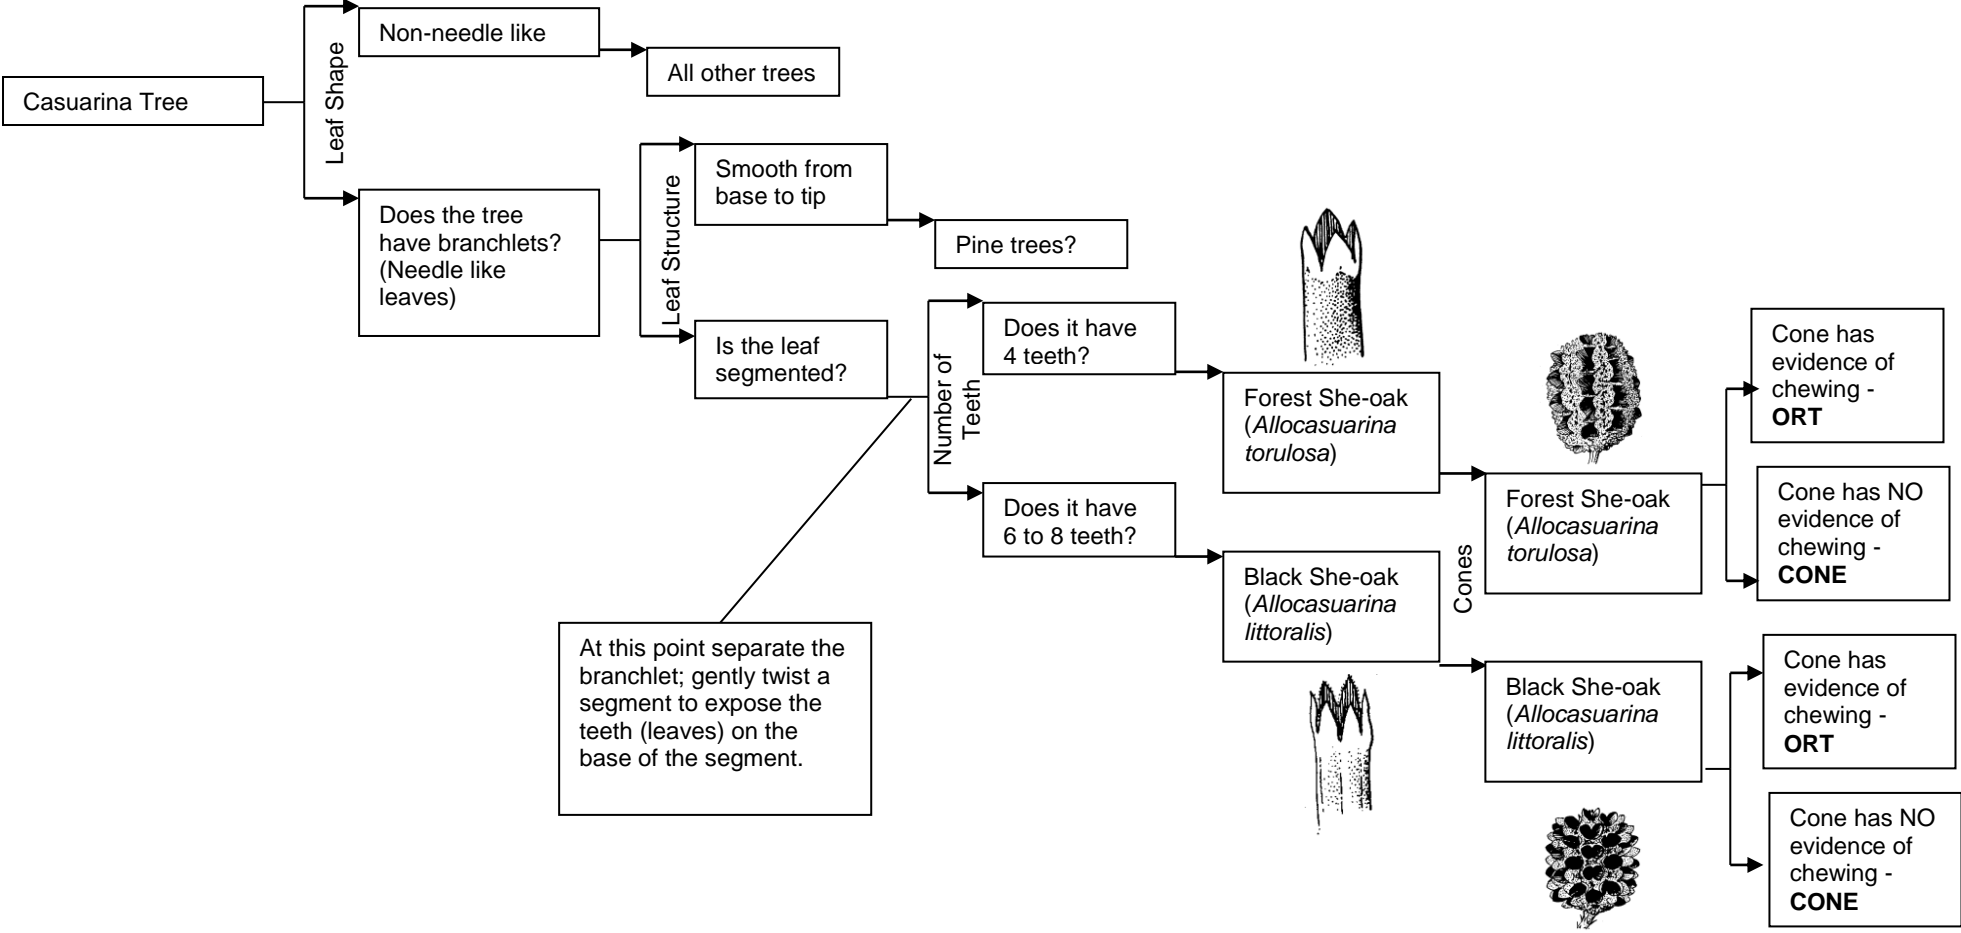 Non-needle like
All other trees
Casuarina Tree
Leaf Shape
Does the tree
have branchlets?
(Needle like
leaves)
Leaf Structure
Smooth from
base to tip
Pine trees?
Is the leaf
segmented?
Number of
Teeth
Does it have
4 teeth?
Forest She-oak
(Allocasuarina
torulosa)
Does it have
6 to 8 teeth?
Black She-oak
(Allocasuarina
littoralis)
At this point separate the
branchlet; gently twist a
segment to expose the
teeth (leaves) on the
base of the segment.
Cones
Forest She-oak
(Allocasuarina
torulosa)
Cone has
evidence of
chewing -
ORT
Cone has NO
evidence of
chewing -
CONE
Black She-oak
(Allocasuarina
littoralis)
Cone has
evidence of
chewing -
ORT
Cone has NO
evidence of
chewing -
CONE